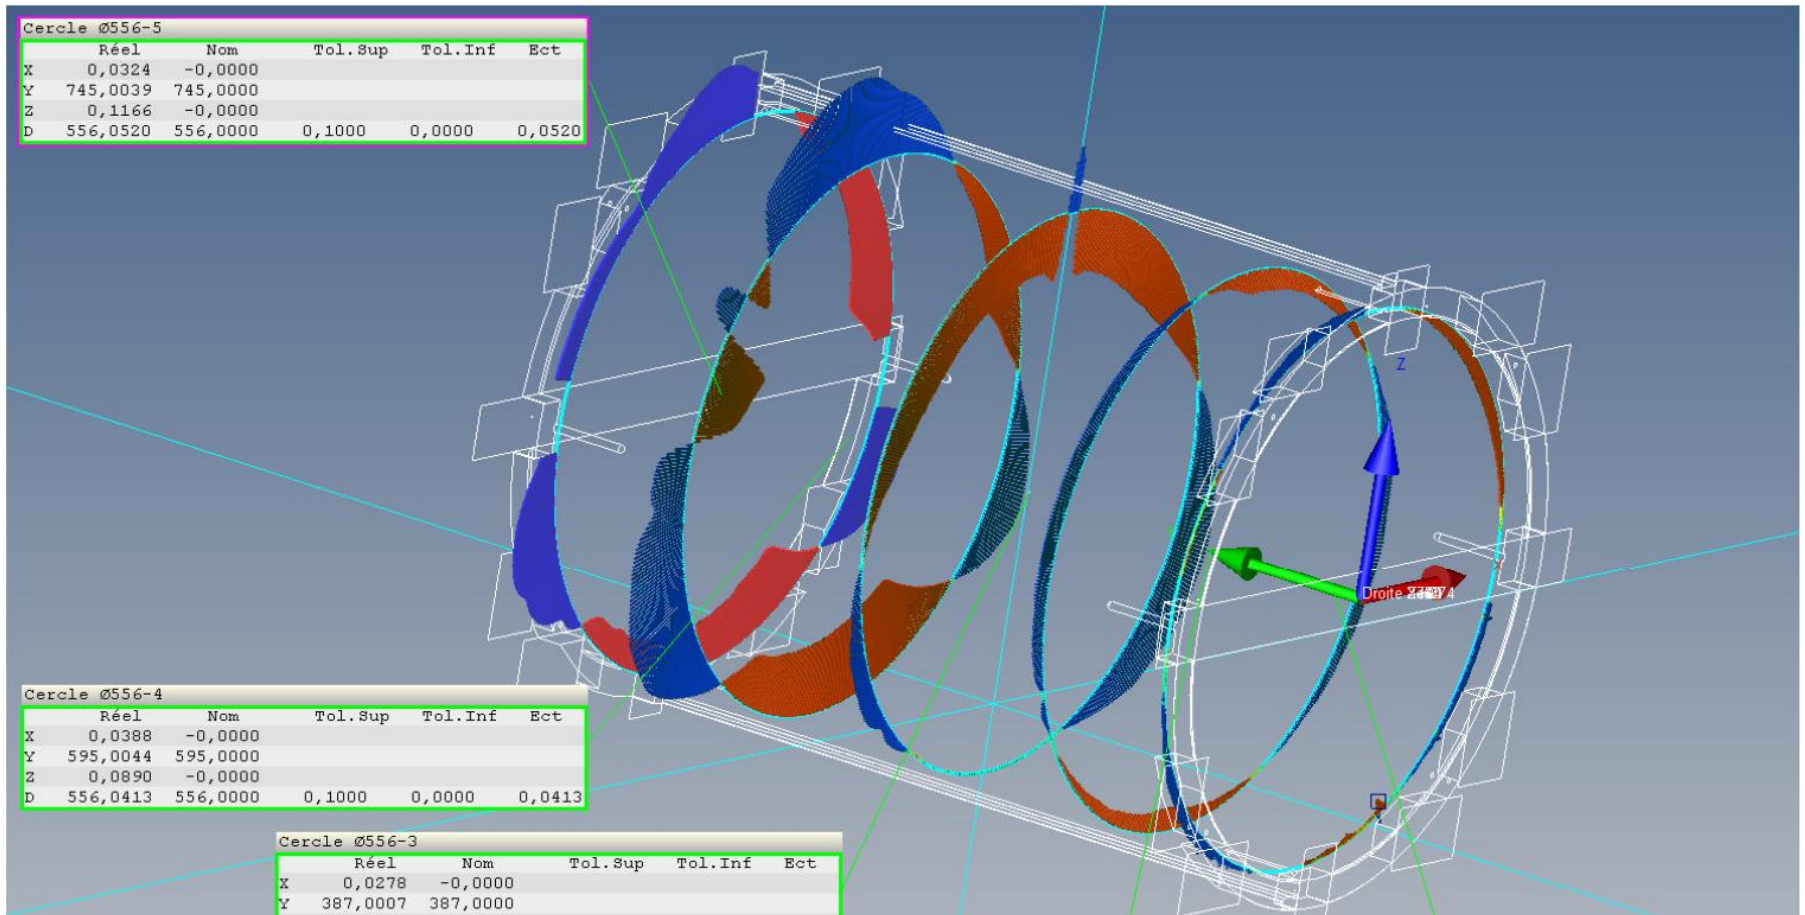 Cercle Ø556-5
Réel Nom Tol.Sup Tol.Inf Ect
X 0,0324 -0,0000
Y 745,0039 745,0000
Z 0,1166 -0,0000
D 556,0520 556,0000 0,1000 0,0000 0,0520
Z
X
Droite
Cercle Ø556-4
Réel Nom Tol.Sup Tol.Inf Ect
X 0,0388 -0,0000
Y 595,0044 595,0000
Z 0,0890 -0,0000
D 556,0413 556,0000 0,1000 0,0000 0,0413
Cercle Ø556-3
Réel Nom Tol.Sup Tol.Inf Ect
X 0,0278 -0,0000
Y 387,0007 387,0000